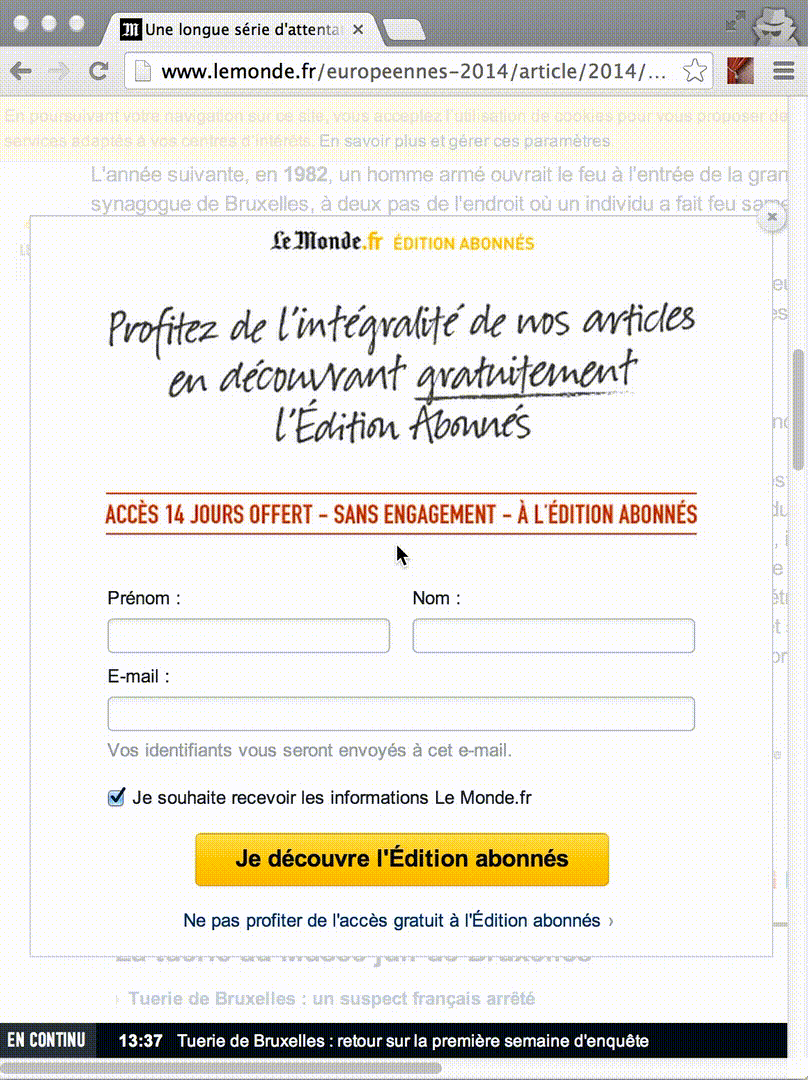 Une longue série d'attenta
www.lemonde.fr/europeennes-2014/article/2014/...
En poursuivant votre navigation sur ce site, vous acceptez l'utilisation de cookies pour vous proposer de
services adaptés à vos centres d'intérêts. En savoir plus et gérer ces paramètres.
L'année suivante, en 1982, un homme armé ouvrait le feu à l'entrée de la gran
synagogue de Bruxelles, à deux pas de l'endroit où un individu a fait feu same
Le Monde.fr ÉDITION ABONNÉS
Profitez de l'intégralité de nos articles
en découvrant gratuitement
l'Édition Abonnés
ACCÈS 14 JOURS OFFERT – SANS ENGAGEMENT – À L'ÉDITION ABONNÉS
Prénom : Nom :
E-mail :
Vos identifiants vous seront envoyés à cet e-mail.
Je souhaite recevoir les informations Le Monde.fr
Je découvre l'Édition abonnés
Ne pas profiter de l'accès gratuit à l'Édition abonnés ›
La tuerie du Musée juif de Bruxelles
› Tuerie de Bruxelles : un suspect français arrêté
EN CONTINU 13:37 Tuerie de Bruxelles : retour sur la première semaine d'enquête